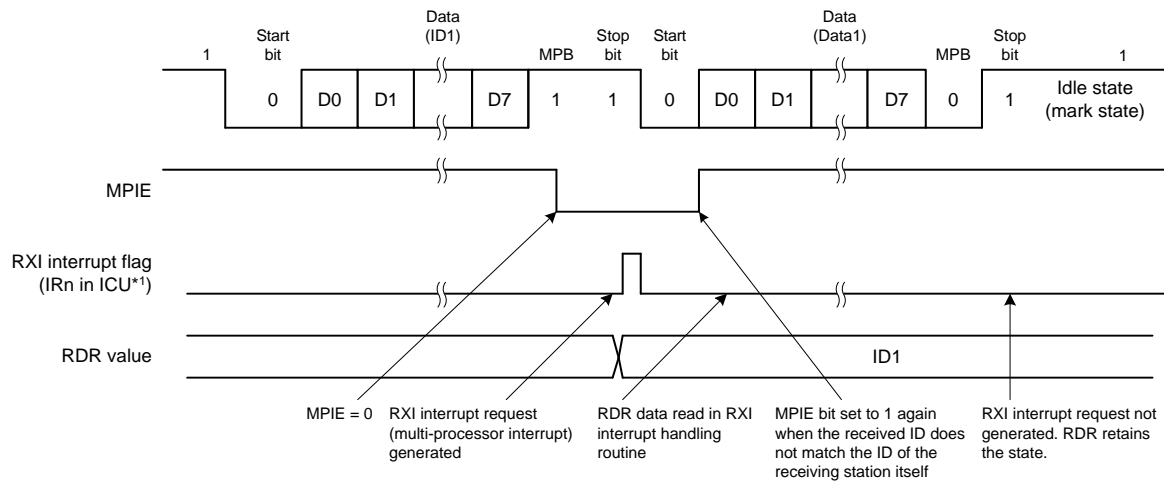 Data
(ID1)
Data
(Data1)
Start
bit
Stop
bit
Start
bit
Stop
bit
1
MPB
MPB
1
0
D0
D1
D7
1
1
0
D0
D1
D7
0
1
Idle state
(mark state)
MPIE
RXI interrupt flag
(IRn in ICU*1)
RDR value
ID1
MPIE = 0
RXI interrupt request
(multi-processor interrupt)
generated
RDR data read in RXI
interrupt handling
routine
MPIE bit set to 1 again
when the received ID does
not match the ID of the
receiving station itself
RXI interrupt request not
generated. RDR retains
the state.